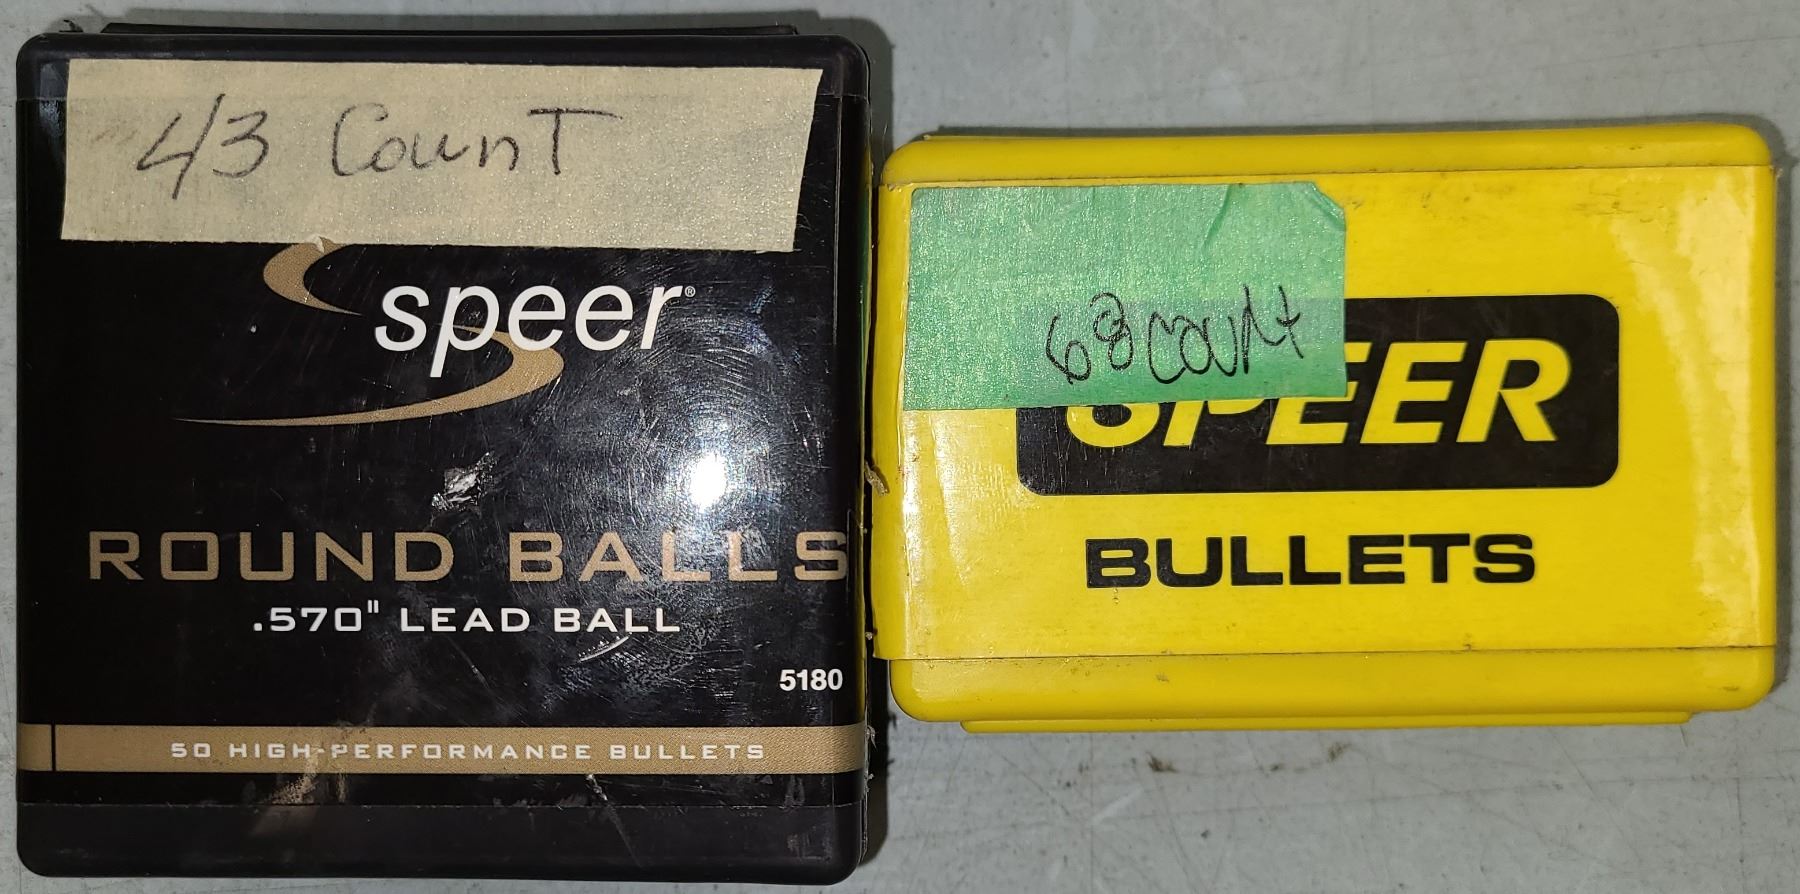 43 Count
speer®
ROUND BALLS
.570" LEAD BALL
5180
50 HIGH-PERFORMANCE BULLETS
68 count
SPEER
BULLETS